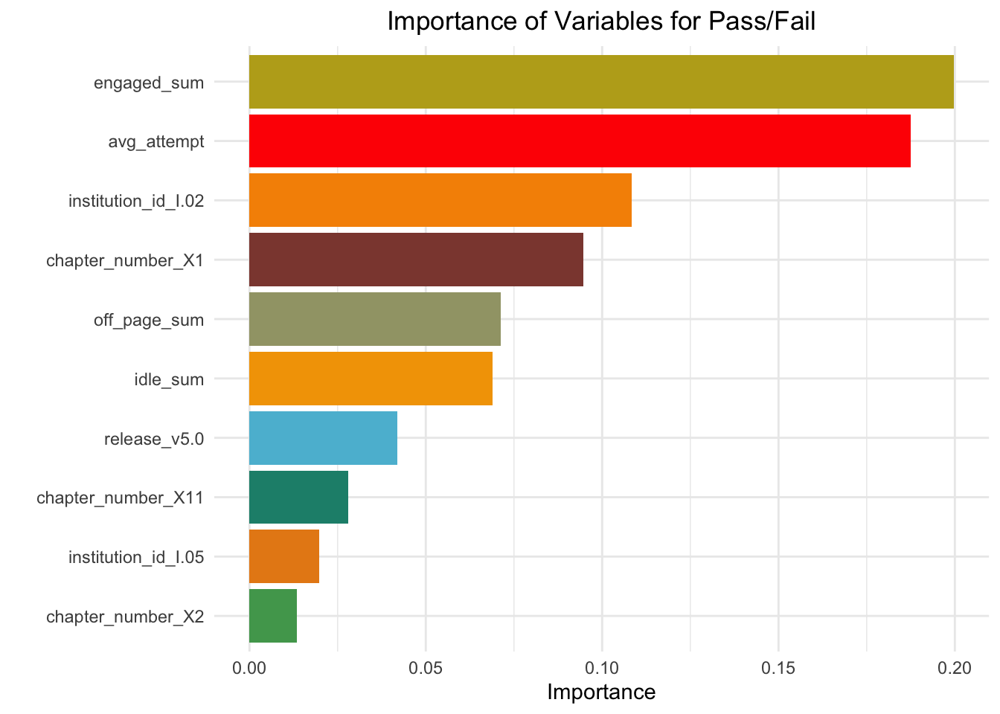 Importance of Variables for Pass/Fail
engaged_sum
avg_attempt
institution_id_I.02
chapter_number_X1
off_page_sum
idle_sum
release_v5.0
chapter_number_X11
institution_id_I.05
chapter_number_X2
0.00 0.05 0.10 0.15 0.20
Importance